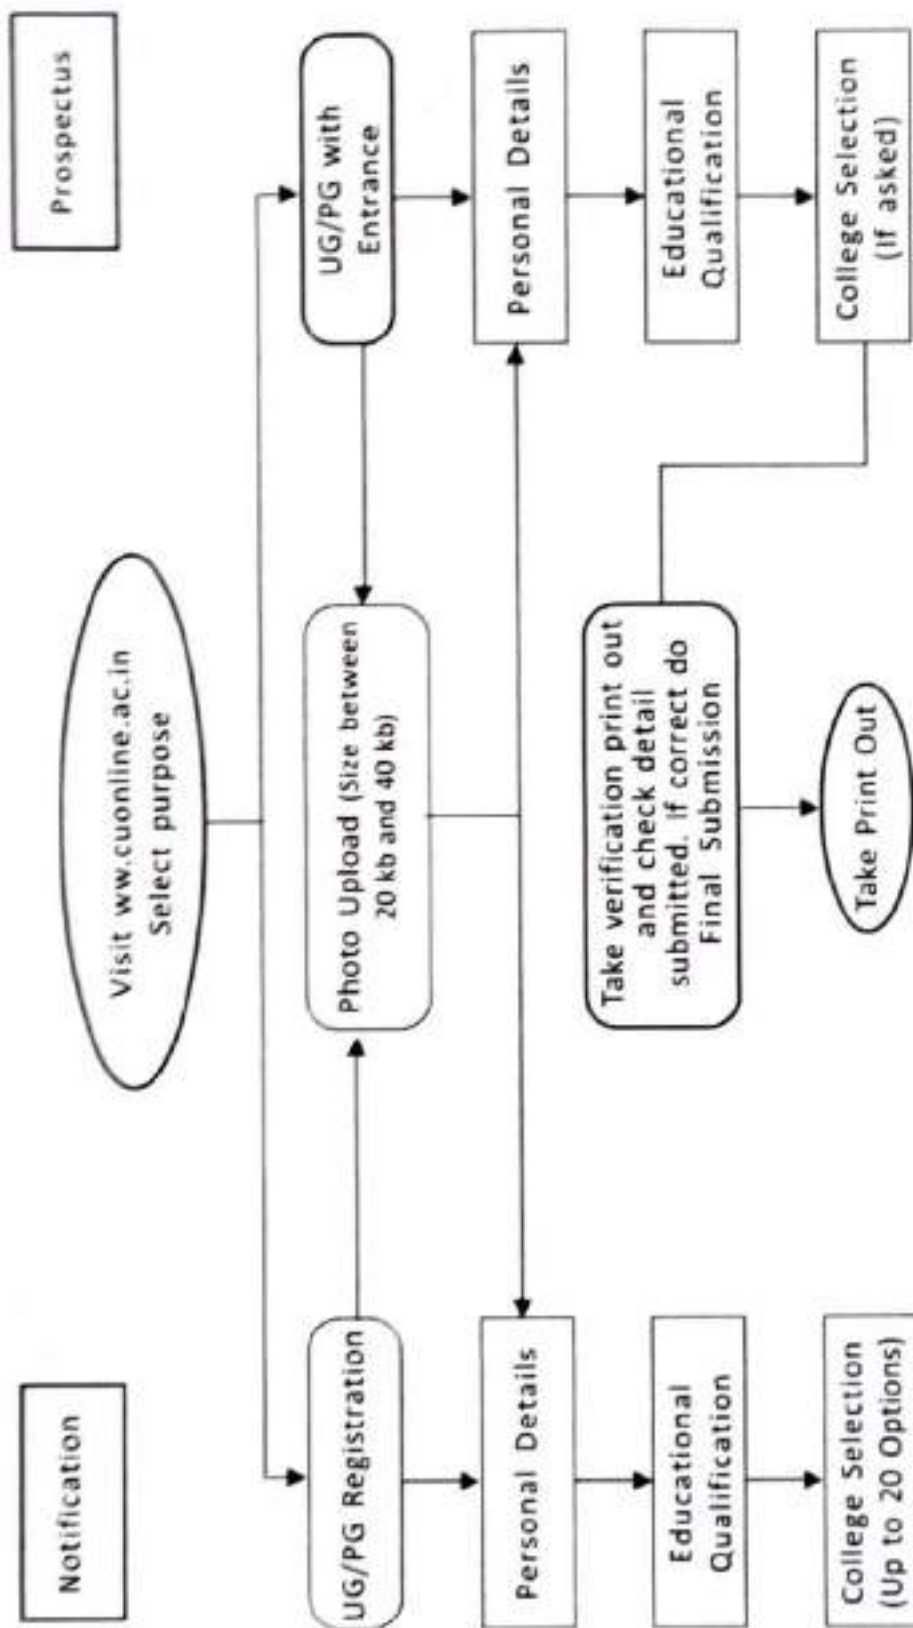 Notification
Prospectus
Visit ww.cuonline.ac.in
Select purpose
UG/PG Registration
Photo Upload (Size between
20 kb and 40 kb)
UG/PG with
Entrance
Personal Details
Personal Details
Educational
Qualification
Take verification print out
and check detail
submitted. If correct do
Final Submission
Educational
Qualification
College Selection
(Up to 20 Options)
Take Print Out
College Selection
(If asked)